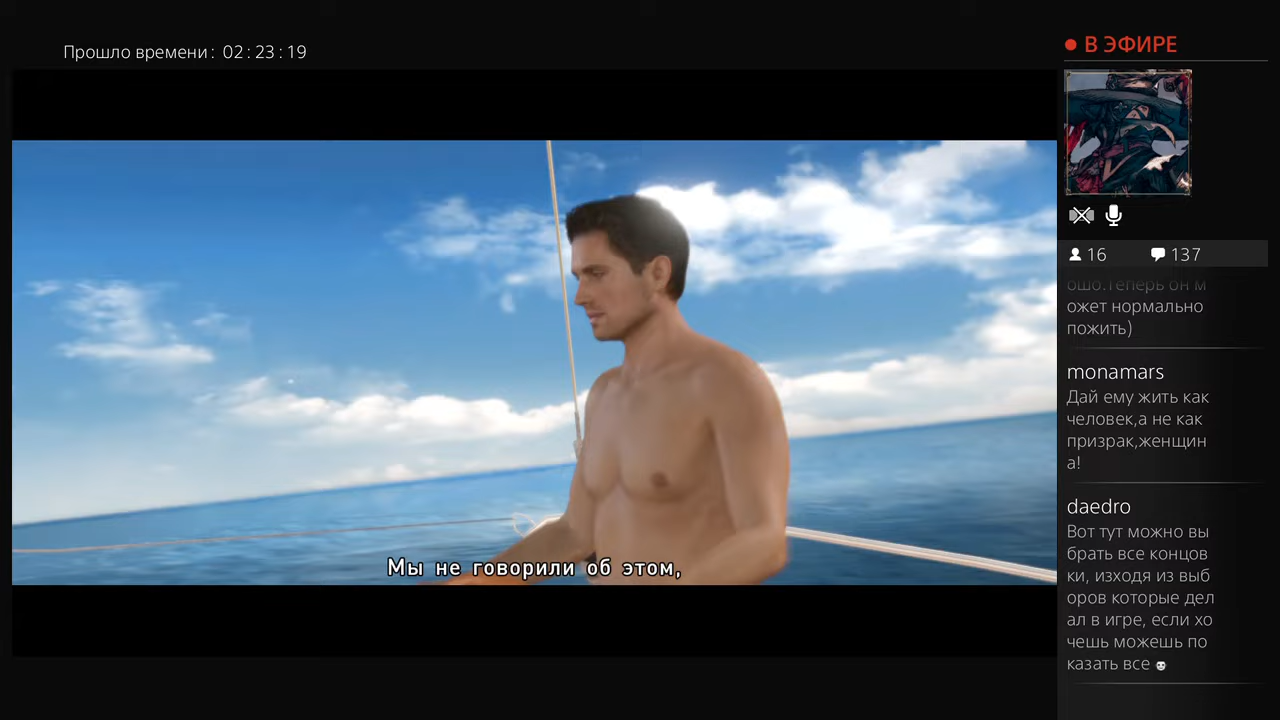 Прошло времени: 02:23:19
В ЭФИРЕ
16 137
ошо.теперь он м
ожет нормально
пожить)
monamars
Дай ему жить как
человек,а не как
призрак,женщин
а!
daedro
Вот тут можно вы
брать все концов
ки, изходя из выб
оров которые дел
ал в игре, если хо
чешь можешь по
казать все
Мы не говорили об этом,